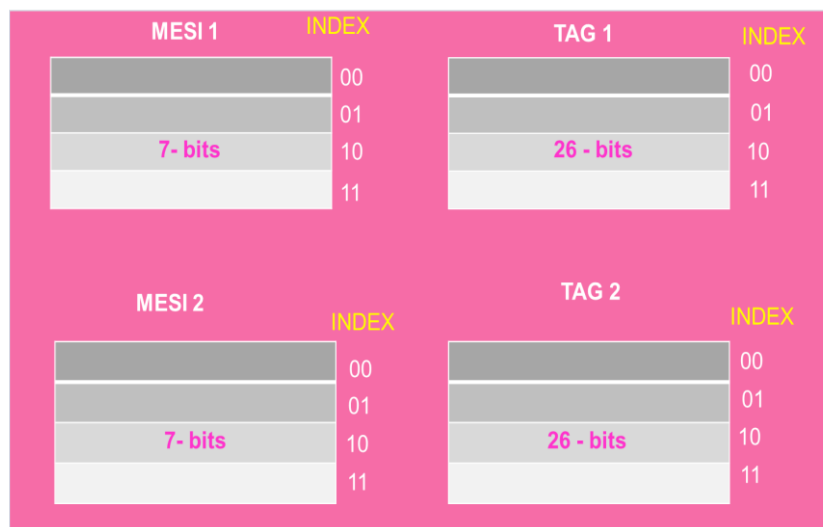 MESI 1 INDEX
00
01
7- bits 10
11
TAG 1 INDEX
00
01
26 - bits 10
11
MESI 2 INDEX
00
01
7- bits 10
11
TAG 2 INDEX
00
01
26 - bits 10
11